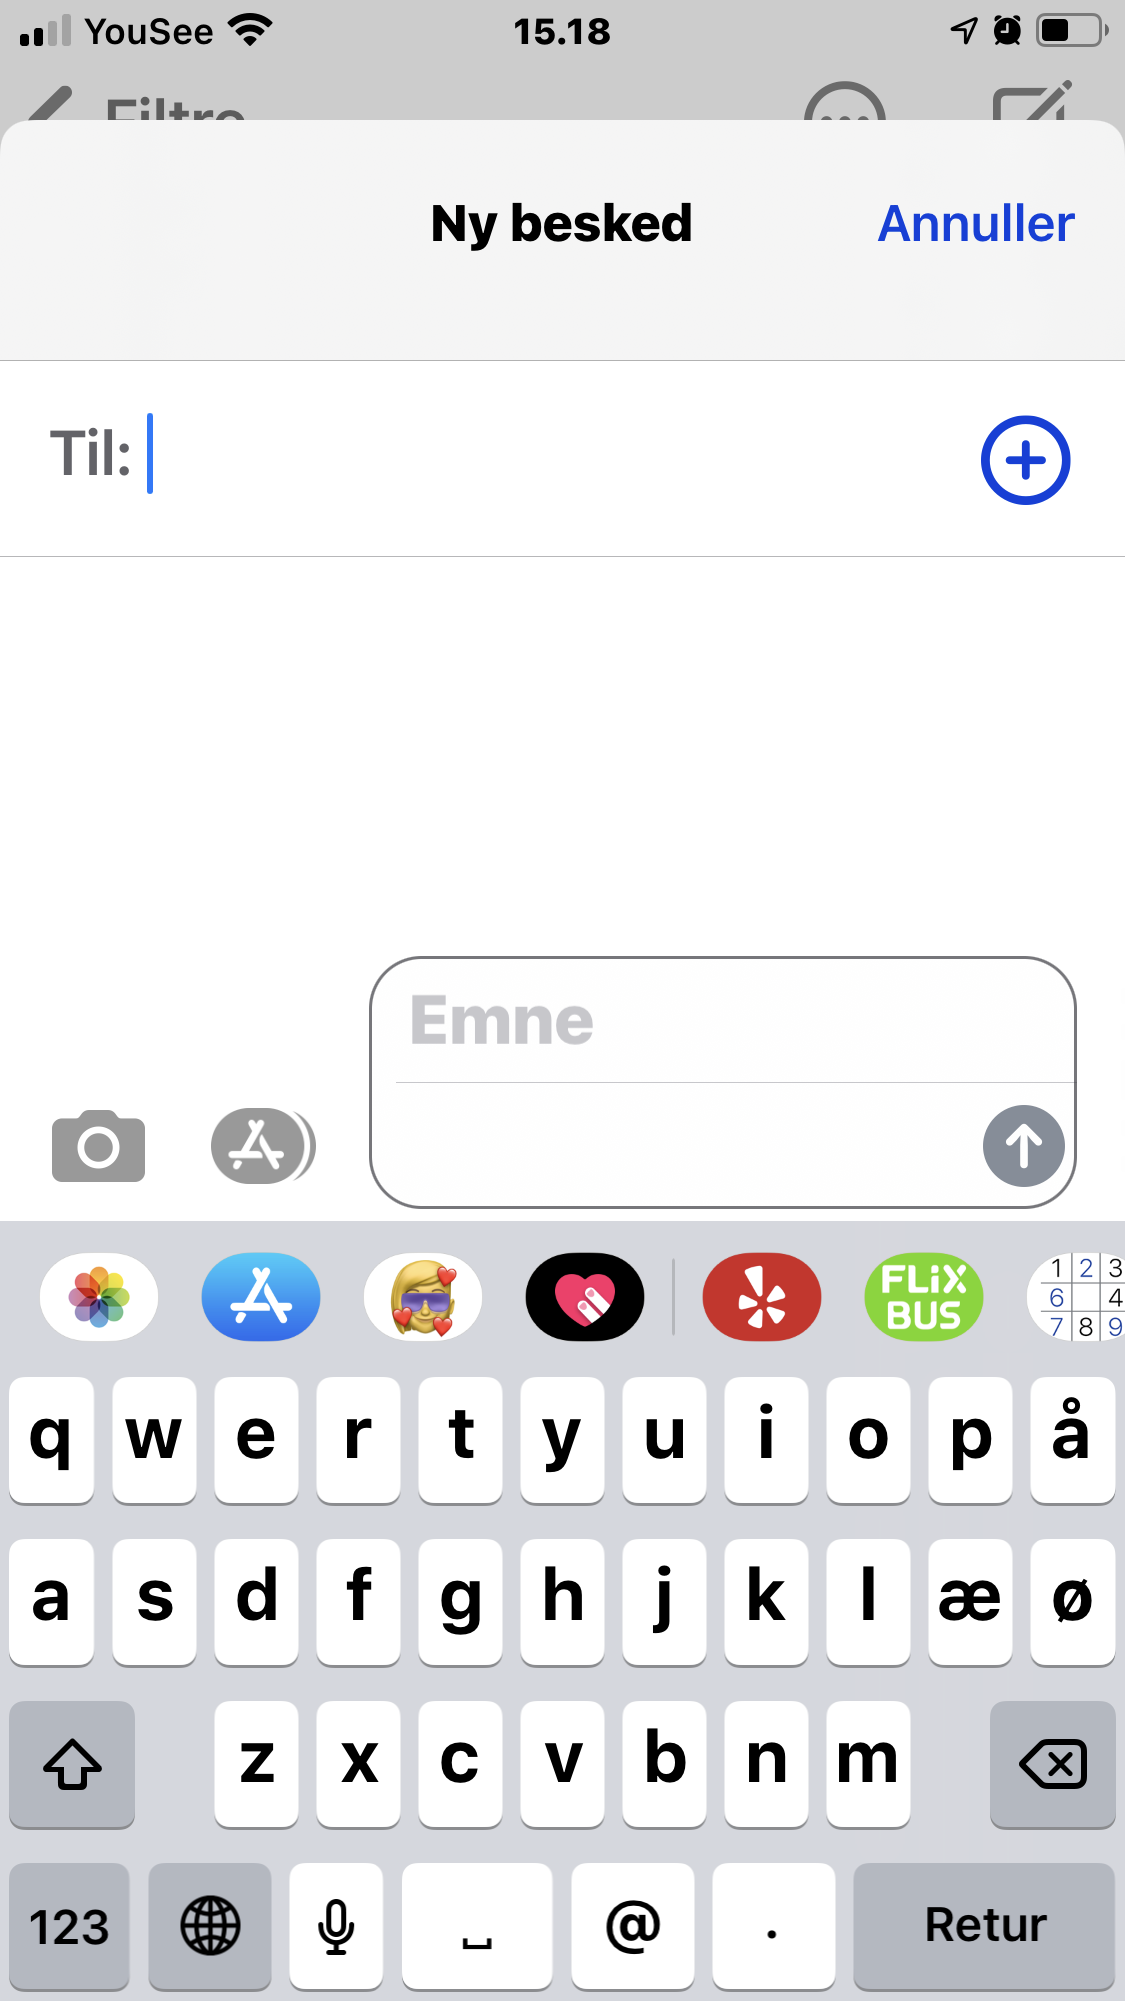 YouSee 15.18
Filtre
Ny besked Annuller
Til:
Emne
FLiX
BUS
1 2 3
6 4
7 8 9
q w e r t y u i o p å
a s d f g h j k l æ ø
z x c v b n m
123 @ . Retur